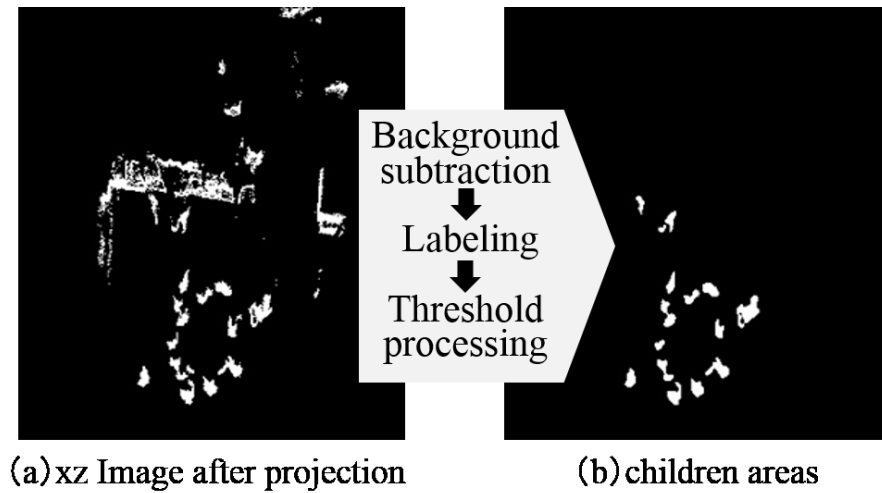 Background
subtraction
Labeling
Threshold
processing
(a) xz Image after projection
(b) children areas